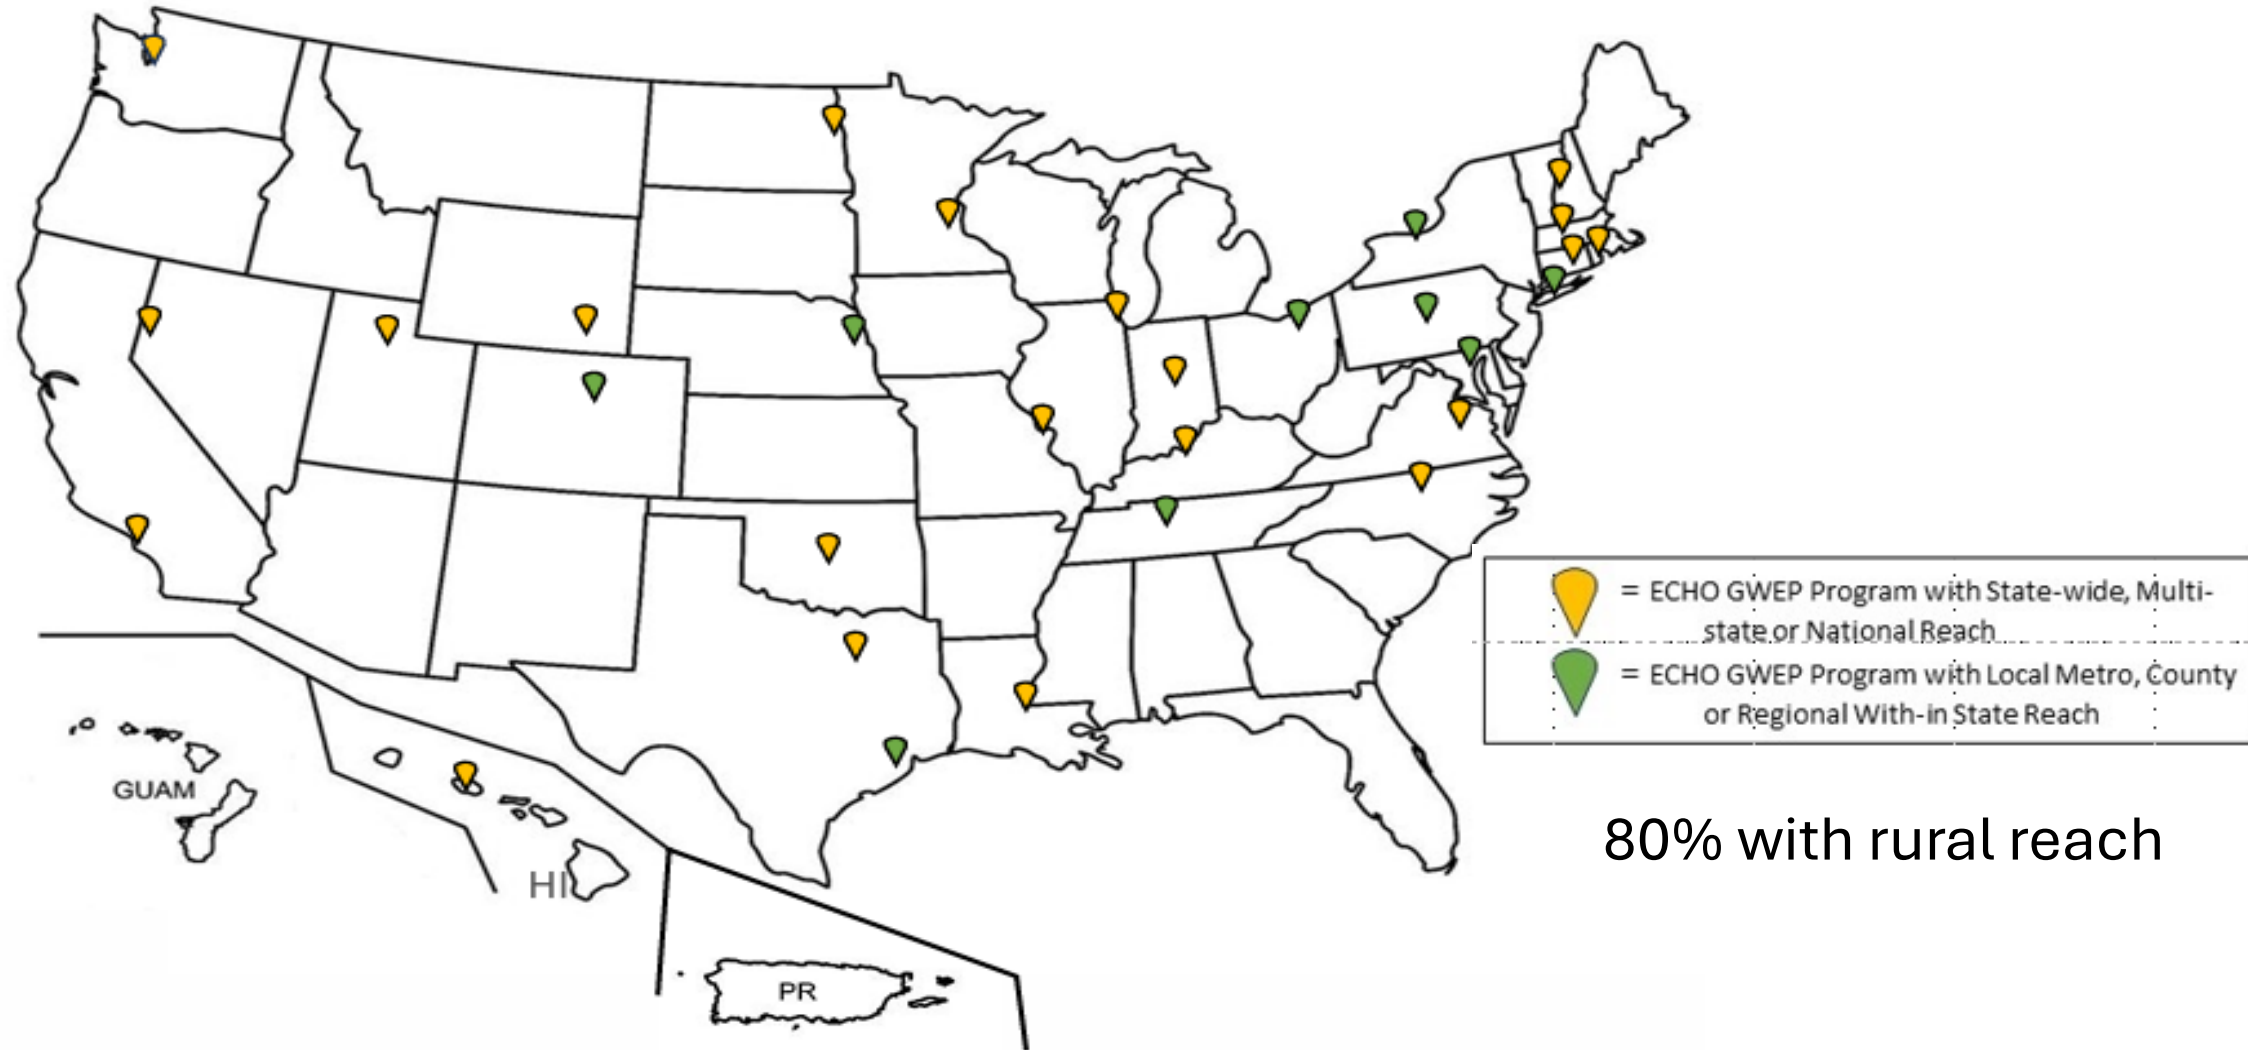 = ECHO GWEP Program with State-wide, Multi-
state or National Reach
= ECHO GWEP Program with Local Metro, County
or Regional With-in State Reach
GUAM
80% with rural reach
HI
PR